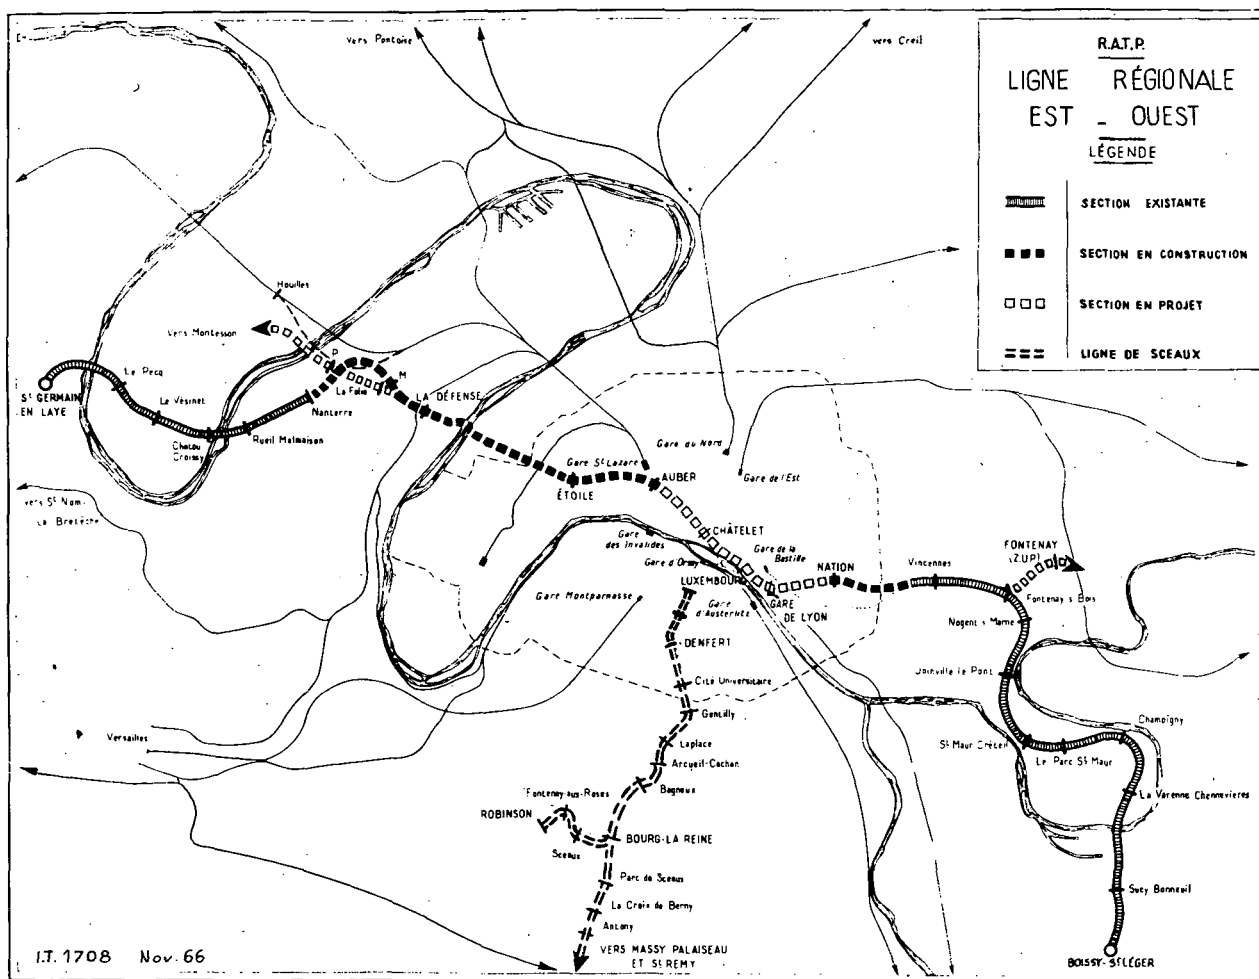 vers Pontoise
vers Creil
R.A.T.P.
LIGNE RÉGIONALE
EST - OUEST
LÉGENDE
SECTION EXISTANTE
SECTION EN CONSTRUCTION
SECTION EN PROJET
LIGNE DE SCEAUX
Houilles
Vers Montesson
P
M
La Folie
LA DÉFENSE
Le Pecq
St GERMAIN
EN LAYE
Le Vésinet
Nanterre
Chatou
Croissy
Rueil Malmaison
Gare du Nord
Gare St Lazare
AUBER
Gare de l'Est
ÉTOILE
vers St Nom
La Bretèche
Gare
des Invalides
CHÂTELET
Gare de la
Bastille
Gare d'Orsay
NATION
Vincennes
FONTENAY
(Z.U.P.)
LUXEMBOURG
Gare Montparnasse
Gare
d'Austerlitz
GARE
DE LYON
Fontenay s Bois
Nogent s Marne
DENFERT
Joinville le Pont
Cité Universitaire
Gentilly
Champigny
Versailles
Laplace
St Maur Créteil
Le Parc St Maur
Arcueil-Cachan
Bagneux
La Varenne Chennevières
Fontenay-aux-Roses
ROBINSON
BOURG-LA REINE
Sceaux
Parc de Sceaux
Sucy Bonneuil
La Croix de Berny
Antony
I.T. 1708 Nov. 66
VERS MASSY PALAISEAU
ET St REMY
BOISSY-St LÉGER